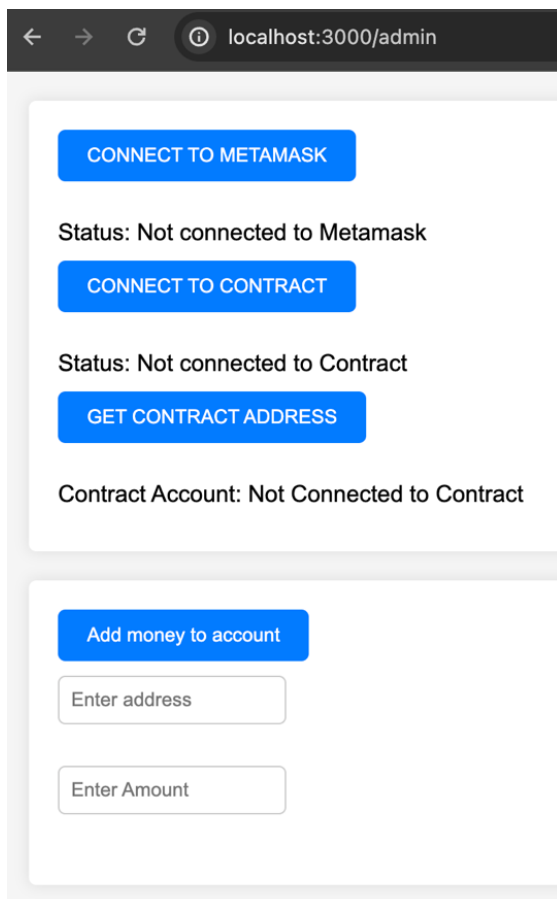 localhost:3000/admin
CONNECT TO METAMASK
Status: Not connected to Metamask
CONNECT TO CONTRACT
Status: Not connected to Contract
GET CONTRACT ADDRESS
Contract Account: Not Connected to Contract
Add money to account
Enter address
Enter Amount